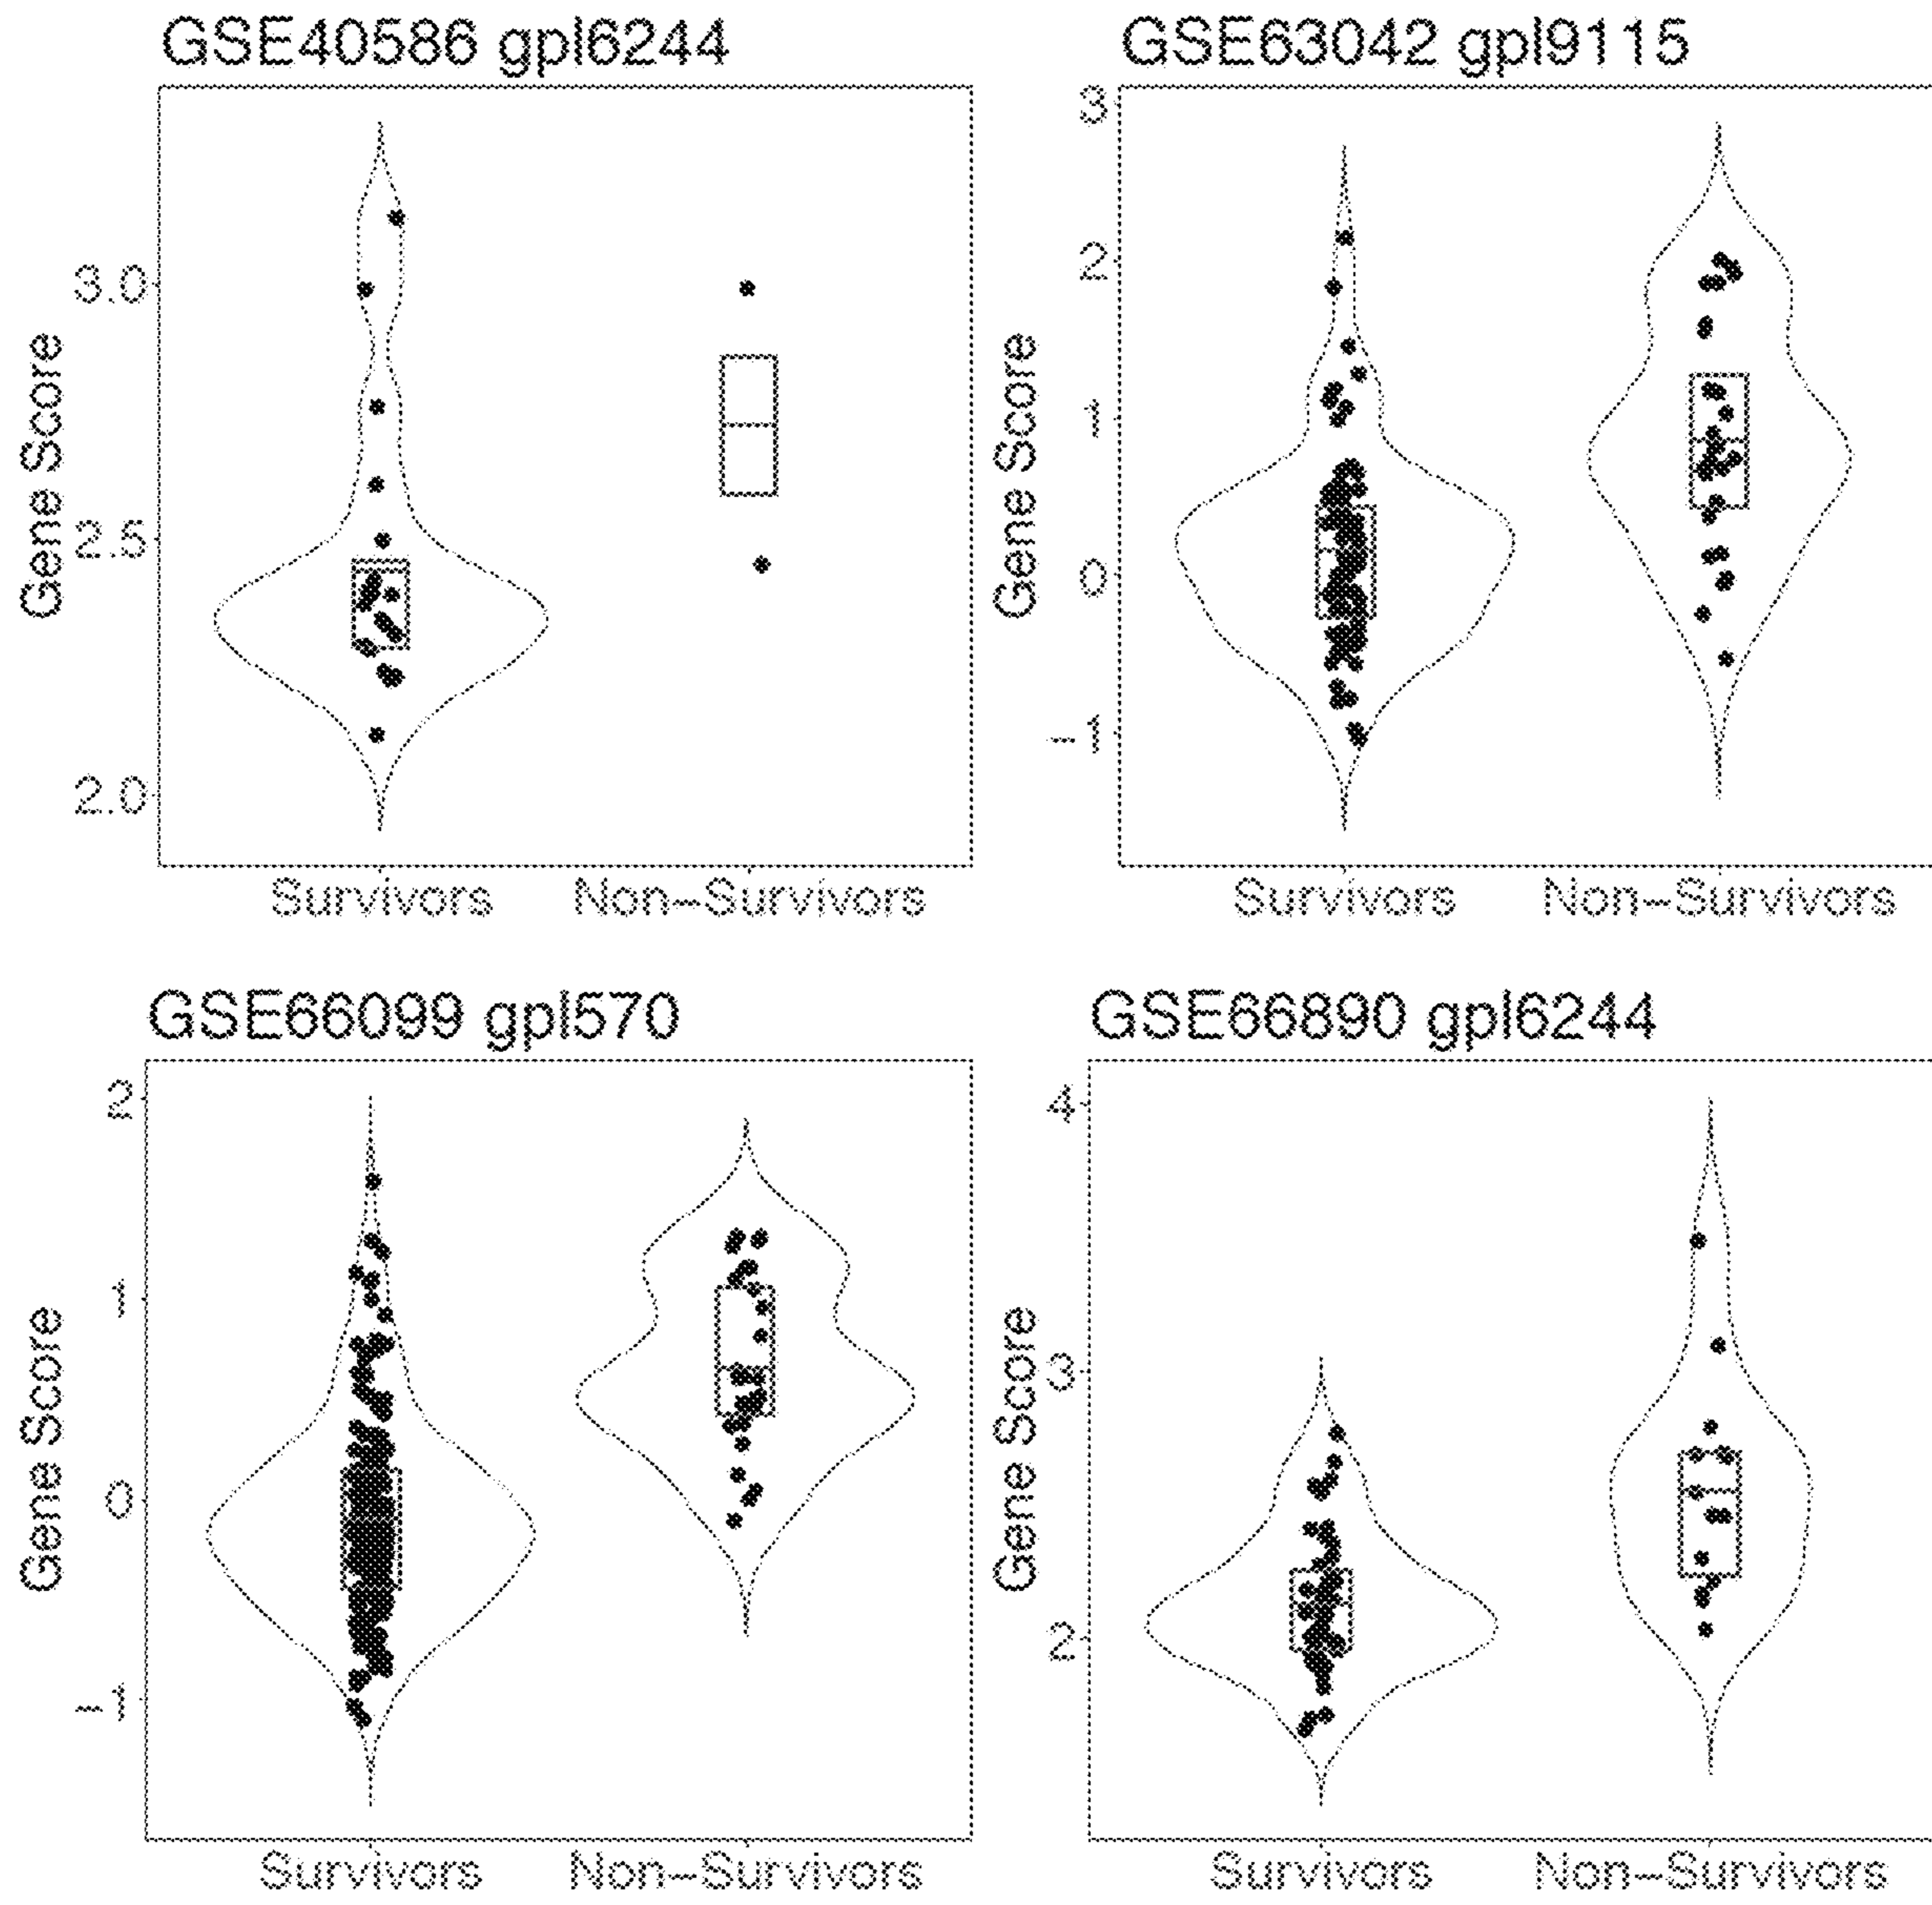 GSE40586 gpl6244
Gene Score
3.0
2.5
2.0
Survivors Non-Survivors
GSE63042 gpl9115
Gene Score
3
2
1
0
-1
Survivors Non-Survivors
GSE66099 gpl570
Gene Score
2
1
0
-1
Survivors Non-Survivors
GSE66890 gpl6244
Gene Score
4
3
2
Survivors Non-Survivors